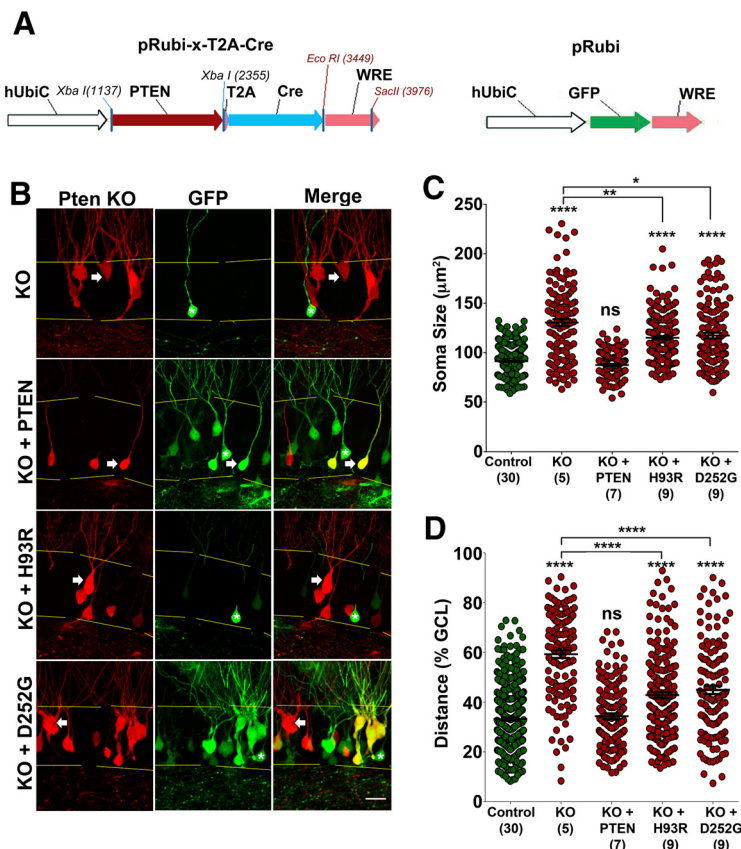 A
pRubi-x-T2A-Cre
pRubi
hUbiC
Xba I(1137)
PTEN
Xba I (2355)
T2A
Cre
Eco RI (3449)
WRE
SacII (3976)
hUbiC
GFP
WRE
B
Pten KO
GFP
Merge
KO
KO + PTEN
KO + H93R
KO + D252G
*
*
*
*
*
*
*
*
C
Soma Size (μm²)
250
200
150
100
50
0
*
**
****
ns
****
****
Control
(30)
KO
(5)
KO +
PTEN
(7)
KO +
H93R
(9)
KO +
D252G
(9)
D
Distance (% GCL)
100
80
60
40
20
0
****
****
****
ns
****
****
Control
(30)
KO
(5)
KO +
PTEN
(7)
KO +
H93R
(9)
KO +
D252G
(9)